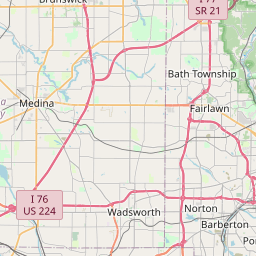 Brunswick
I 77
SR 21
Bath Township
Medina
Fairlawn
I 76
US 224
Wadsworth
Norton
Barberton